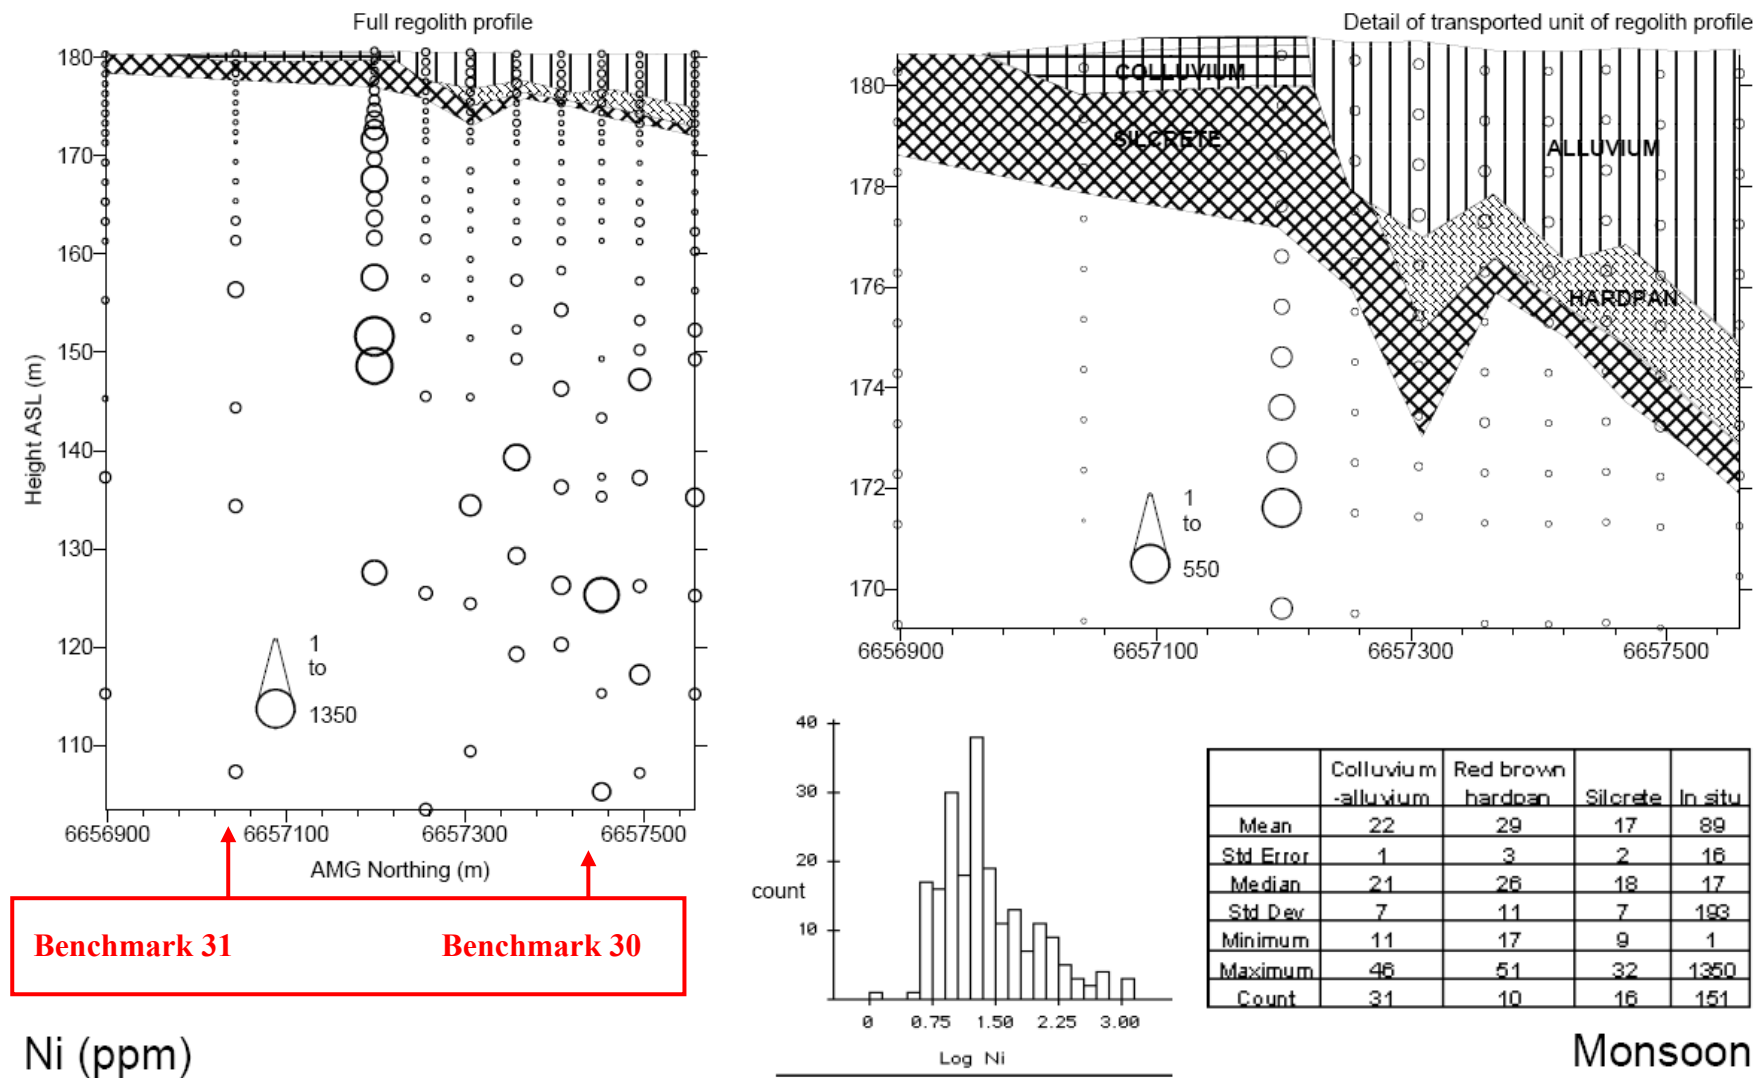 Full regolith profile
Detail of transported unit of regolith profile
180
170
160
150
140
130
120
110
Height ASL (m)
1
to
1350
6656900 6657100 6657300 6657500
AMG Northing (m)
Benchmark 31 Benchmark 30
COLLUVIUM
SILCRETE
ALLUVIUM
HARDPAN
180
178
176
174
172
170
1
to
550
6656900 6657100 6657300 6657500
40
30
20
10
count
0 0.75 1.50 2.25 3.00
Log Ni
Colluvium Red brown
-alluvium hardpan Silcrete In situ
Mean 22 29 17 89
Std Error 1 3 2 16
Median 21 26 18 17
Std Dev 7 11 7 193
Minimum 11 17 9 1
Maximum 46 51 32 1350
Count 31 10 16 151
Ni (ppm)
Monsoon